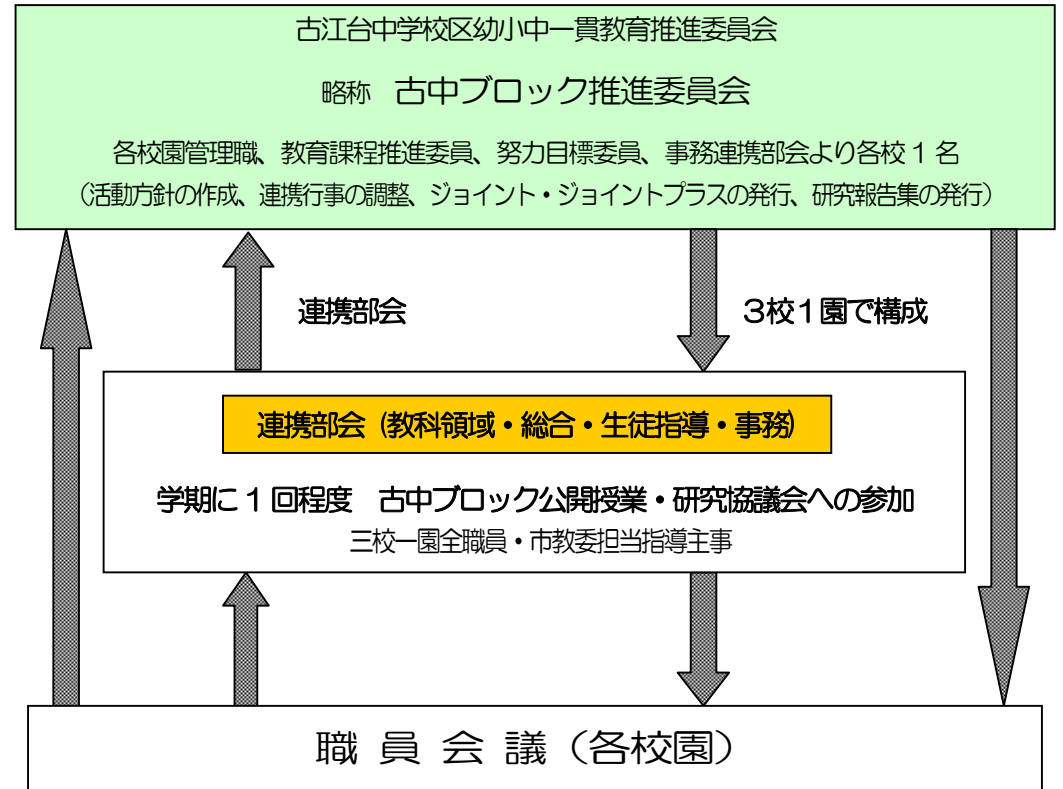 古江台中学校区幼小中一貫教育推進委員会
略称 古中ブロック推進委員会
各校園管理職、教育課程推進委員、努力目標委員、事務連携部会より各校1名
（活動方針の作成、連携行事の調整、ジョイント・ジョイントプラスの発行、研究報告集の発行）
連携部会 3校1園で構成
連携部会（教科領域・総合・生徒指導・事務）
学期に1回程度 古中ブロック公開授業・研究協議会への参加
三校一園全職員・市教委担当指導主事
職 員 会 議（各校園）